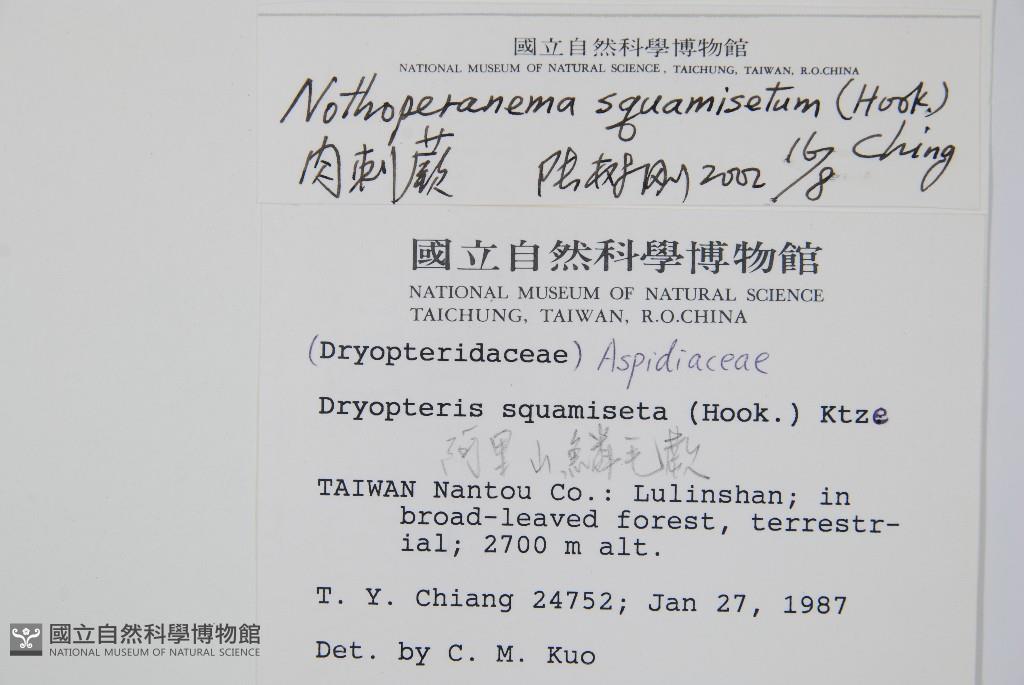 國立自然科學博物館
NATIONAL MUSEUM OF NATURAL SCIENCE, TAICHUNG, TAIWAN, R.O.CHINA
Nothoperanema squamisetum (Hook.) Ching
肉刺蕨 陸樹剛 2002 16/8
國立自然科學博物館
NATIONAL MUSEUM OF NATURAL SCIENCE
TAICHUNG, TAIWAN, R.O.CHINA
(Dryopteridaceae) Aspidiaceae
Dryopteris squamiseta (Hook.) Ktze
阿里山鱗毛蕨
TAIWAN Nantou Co.: Lulinshan; in
broad-leaved forest, terrestr-
ial; 2700 m alt.
T. Y. Chiang 24752; Jan 27, 1987
Det. by C. M. Kuo
國立自然科學博物館
NATIONAL MUSEUM OF NATURAL SCIENCE